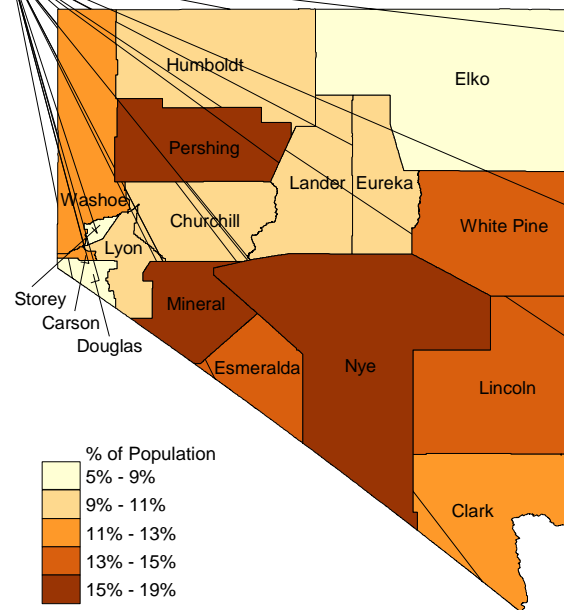 Humboldt
Elko
Pershing
Lander
Eureka
Washoe
Churchill
White Pine
Lyon
Storey
Carson
Douglas
Mineral
Esmeralda
Nye
Lincoln
Clark
% of Population
5% - 9%
9% - 11%
11% - 13%
13% - 15%
15% - 19%